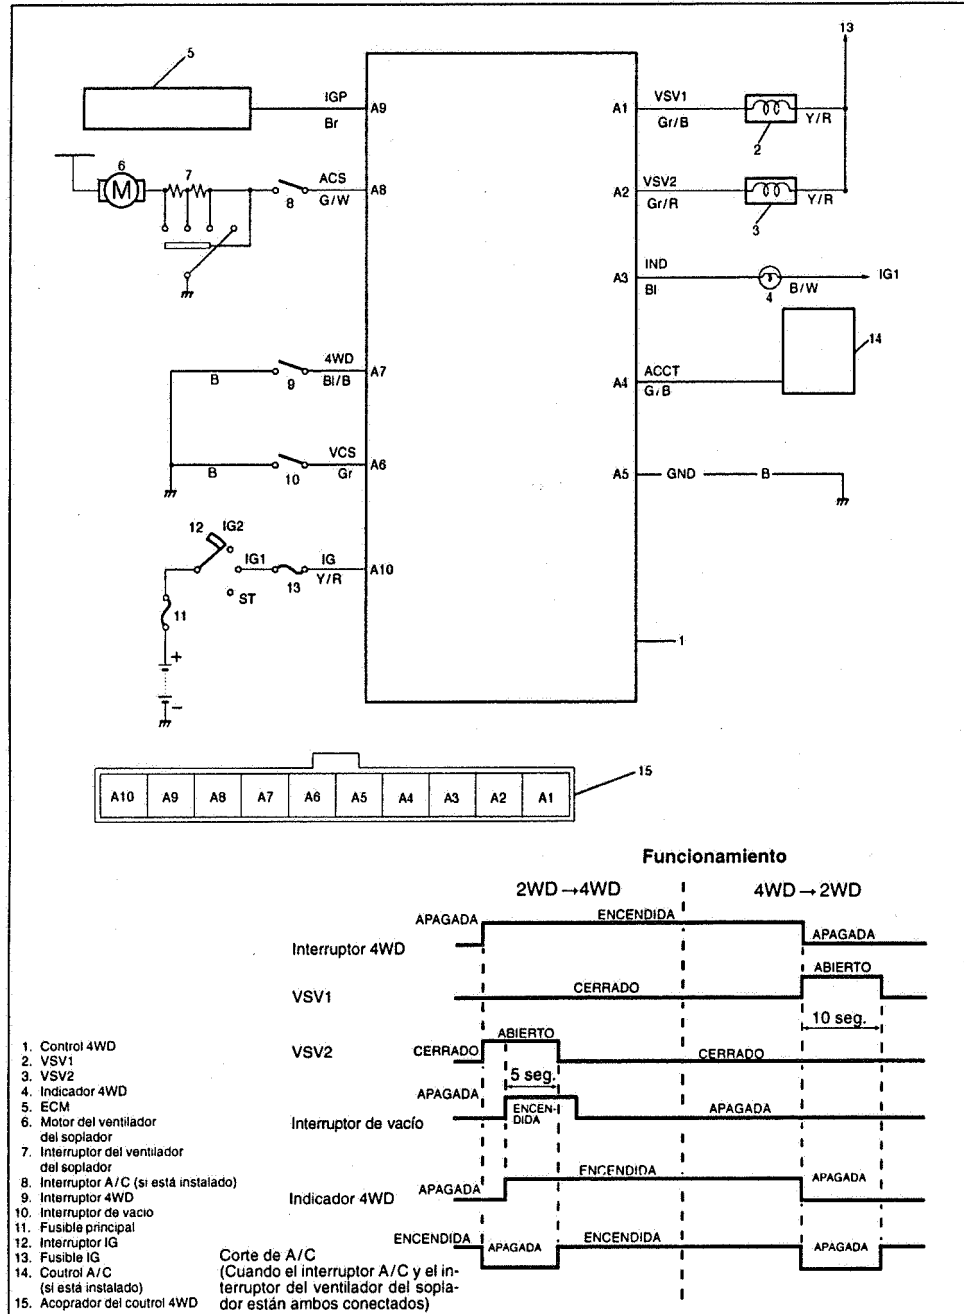 13
5
IGP
A9
Br
A1
VSV1
Gr/B
Y/R
2
6
M
7
ACS
A8
8
G/W
A2
VSV2
Gr/R
Y/R
3
A3
IND
Bl
4
B/W
IG1
14
4WD
A7
B
9
Bl/B
A4
ACCT
G/B
VCS
A6
B
10
Gr
A5
GND
B
12
IG2
IG1
IG
A10
13
Y/R
ST
11
+
−
1
15
A10 A9 A8 A7 A6 A5 A4 A3 A2 A1
Funcionamiento
2WD→4WD
4WD→2WD
APAGADA
ENCENDIDA
APAGADA
Interruptor 4WD
ABIERTO
VSV1
CERRADO
10 seg.
ABIERTO
VSV2
CERRADO
CERRADO
5 seg.
APAGADA
ENCEN-
DIDA
APAGADA
Interruptor de vacío
ENCENDIDA
APAGADA
APAGADA
Indicador 4WD
ENCENDIDA
APAGADA
ENCENDIDA
APAGADA
Corte de A/C
(Cuando el interruptor A/C y el in-
terruptor del ventilador del sopla-
dor están ambos conectados)
1. Control 4WD
2. VSV1
3. VSV2
4. Indicador 4WD
5. ECM
6. Motor del ventilador
del soplador
7. Interruptor del ventilador
del soplador
8. Interruptor A/C (si está instalado)
9. Interruptor 4WD
10. Interruptor de vacio
11. Fusible principal
12. Interruptor IG
13. Fusible IG
14. Coutrol A/C
(si está instalado)
15. Acoprador del coutrol 4WD